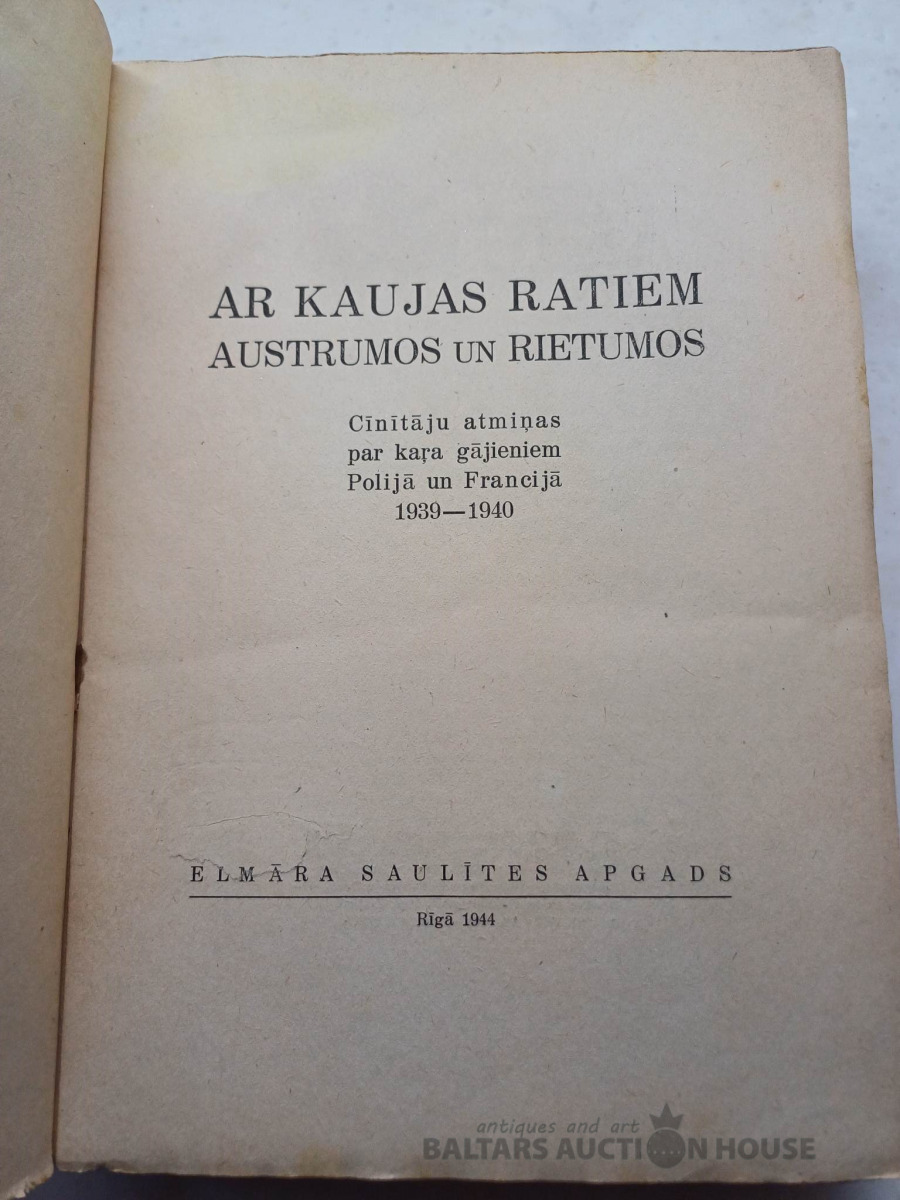 AR KAUJAS RATIEM
AUSTRUMOS UN RIETUMOS
Cīnītāju atmiņas
par kaŗa gājieniem
Polijā un Francijā
1939—1940
ELMĀRA SAULĪTES APGADS
Rīgā 1944
antiques and art
BALTARS AUCTION HOUSE